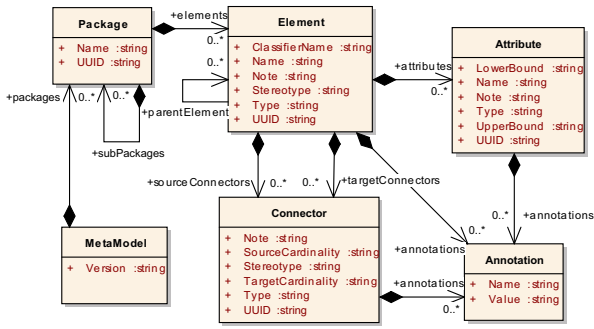 Package
+ Name :string
+ UUID :string
+elements
0..*
Element
+ ClassifierName :string
+ Name :string
+ Note :string
+ Stereotype :string
+ Type :string
+ UUID :string
0..*
+parentElement
+attributes
0..*
Attribute
+ LowerBound :string
+ Name :string
+ Note :string
+ Type :string
+ UpperBound :string
+ UUID :string
+packages
0..*
0..*
+subPackages
+sourceConnectors
0..*
0..*
+targetConnectors
0..*
+annotations
0..*
+annotations
MetaModel
+ Version :string
Connector
+ Note :string
+ SourceCardinality :string
+ Stereotype :string
+ TargetCardinality :string
+ Type :string
+ UUID :string
+annotations
0..*
Annotation
+ Name :string
+ Value :string